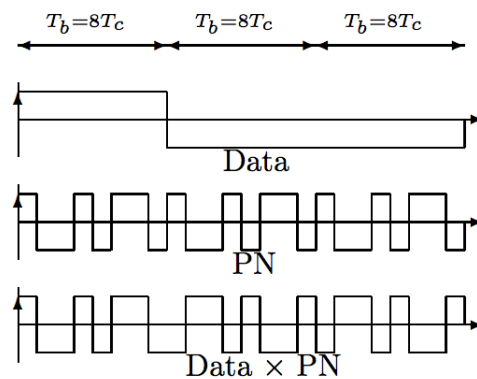 T_b=8T_c T_b=8T_c T_b=8T_c
Data
PN
Data × PN